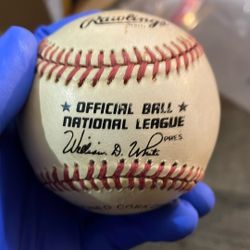 Rawlings
★ OFFICIAL BALL ★
NATIONAL LEAGUE
William D. White PRES.